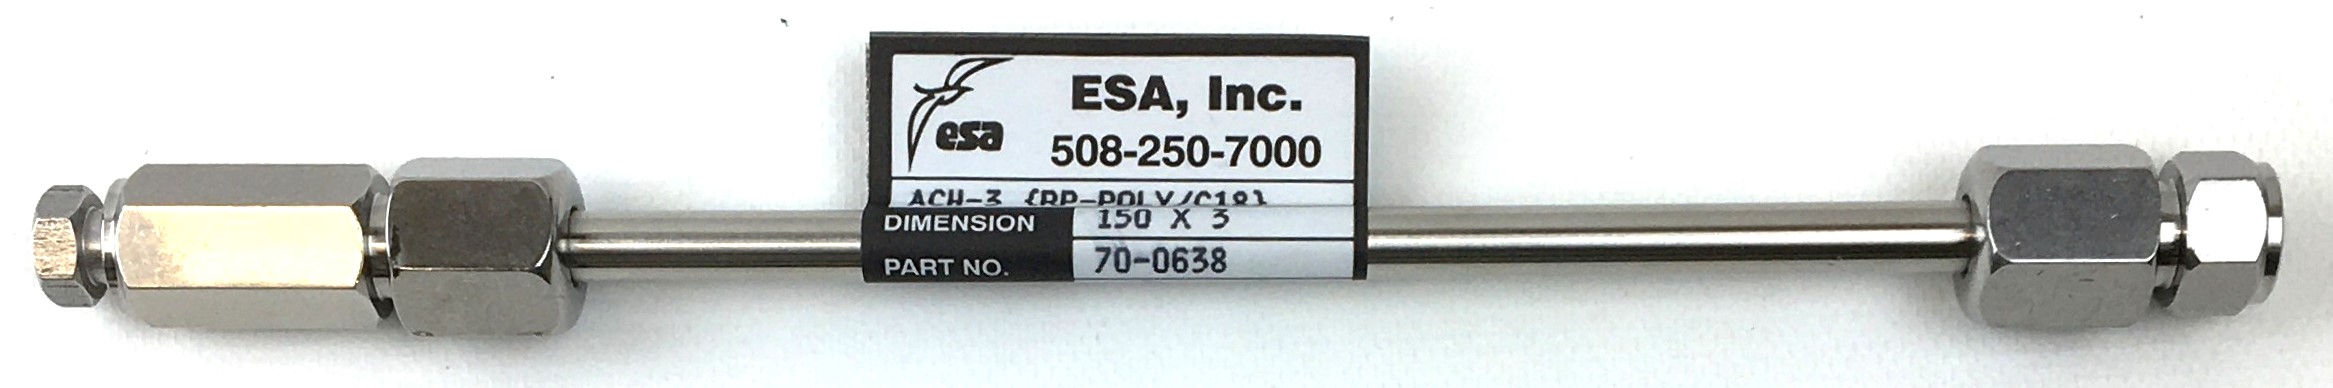 ESA, Inc.
esa
508-250-7000
ACH-3 {RP-POLY/C18}
DIMENSION 150 X 3
PART NO. 70-0638